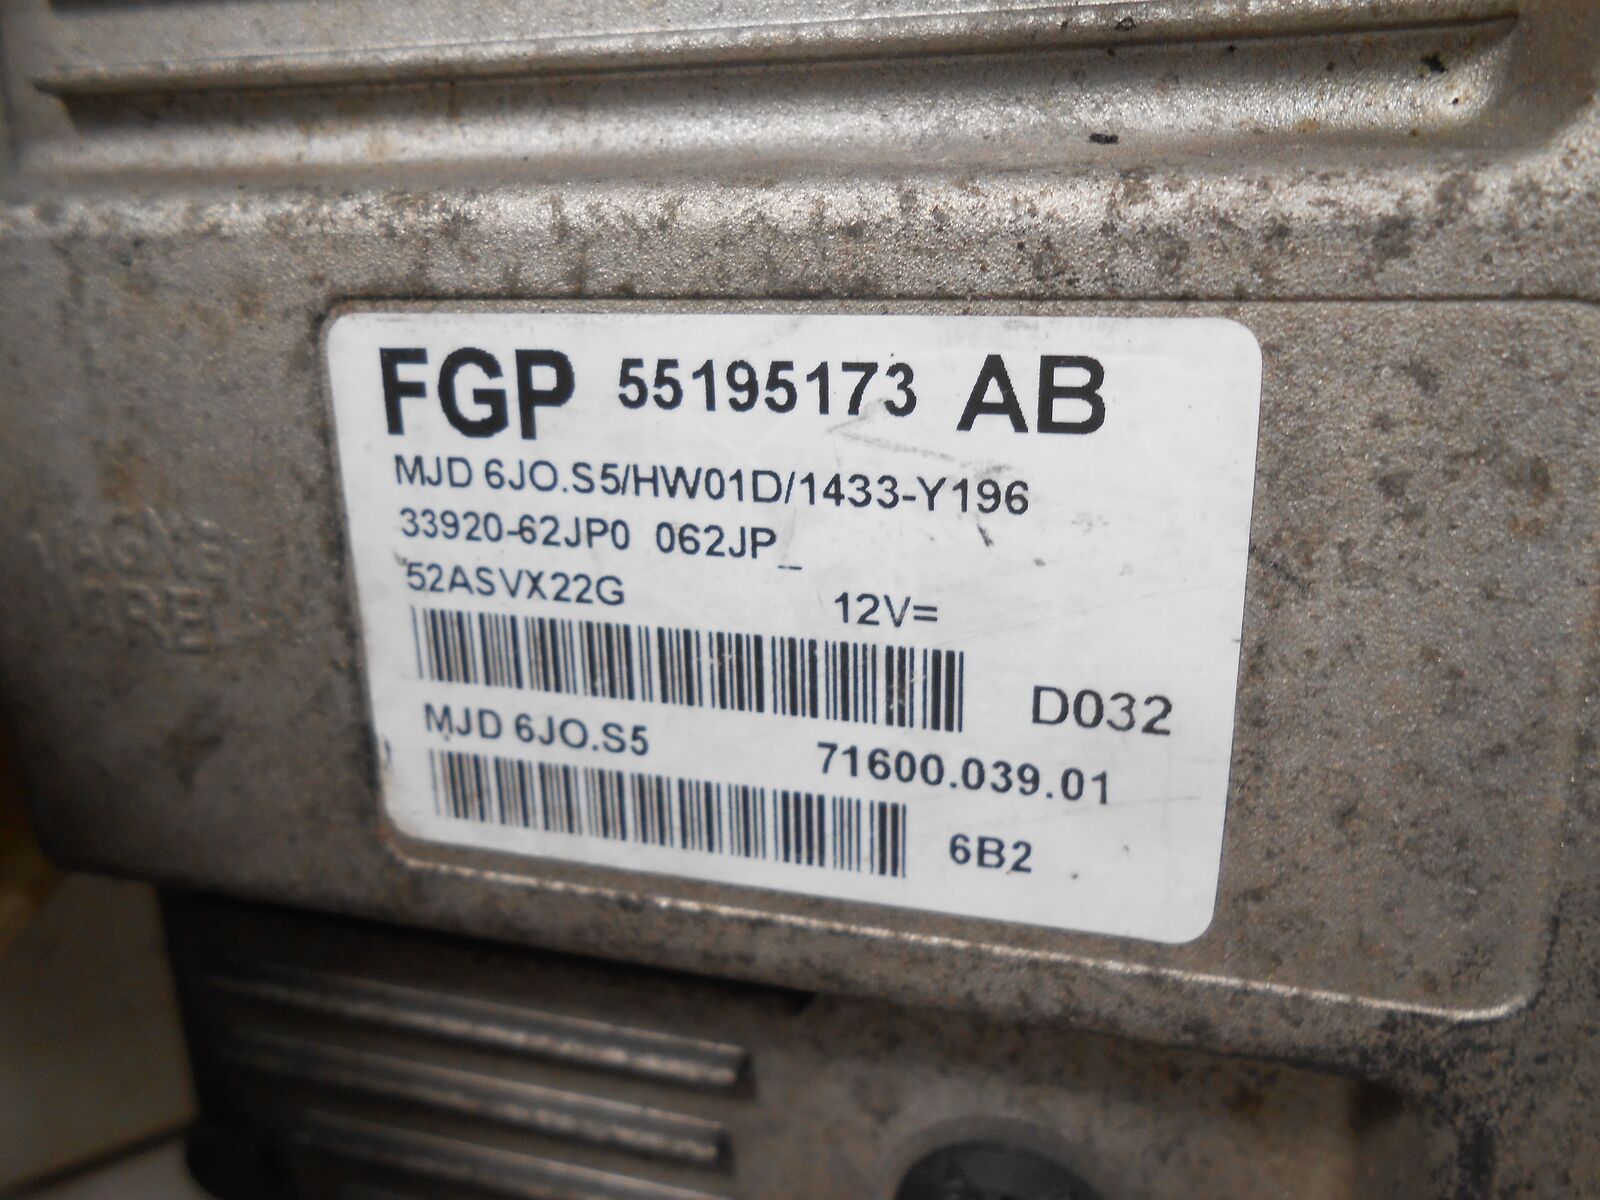 FGP 55195173 AB
MJD 6JO.S5/HW01D/1433-Y196
33920-62JP0 062JP_
52ASVX22G 12V=
D032
MJD 6JO.S5 71600.039.01
6B2